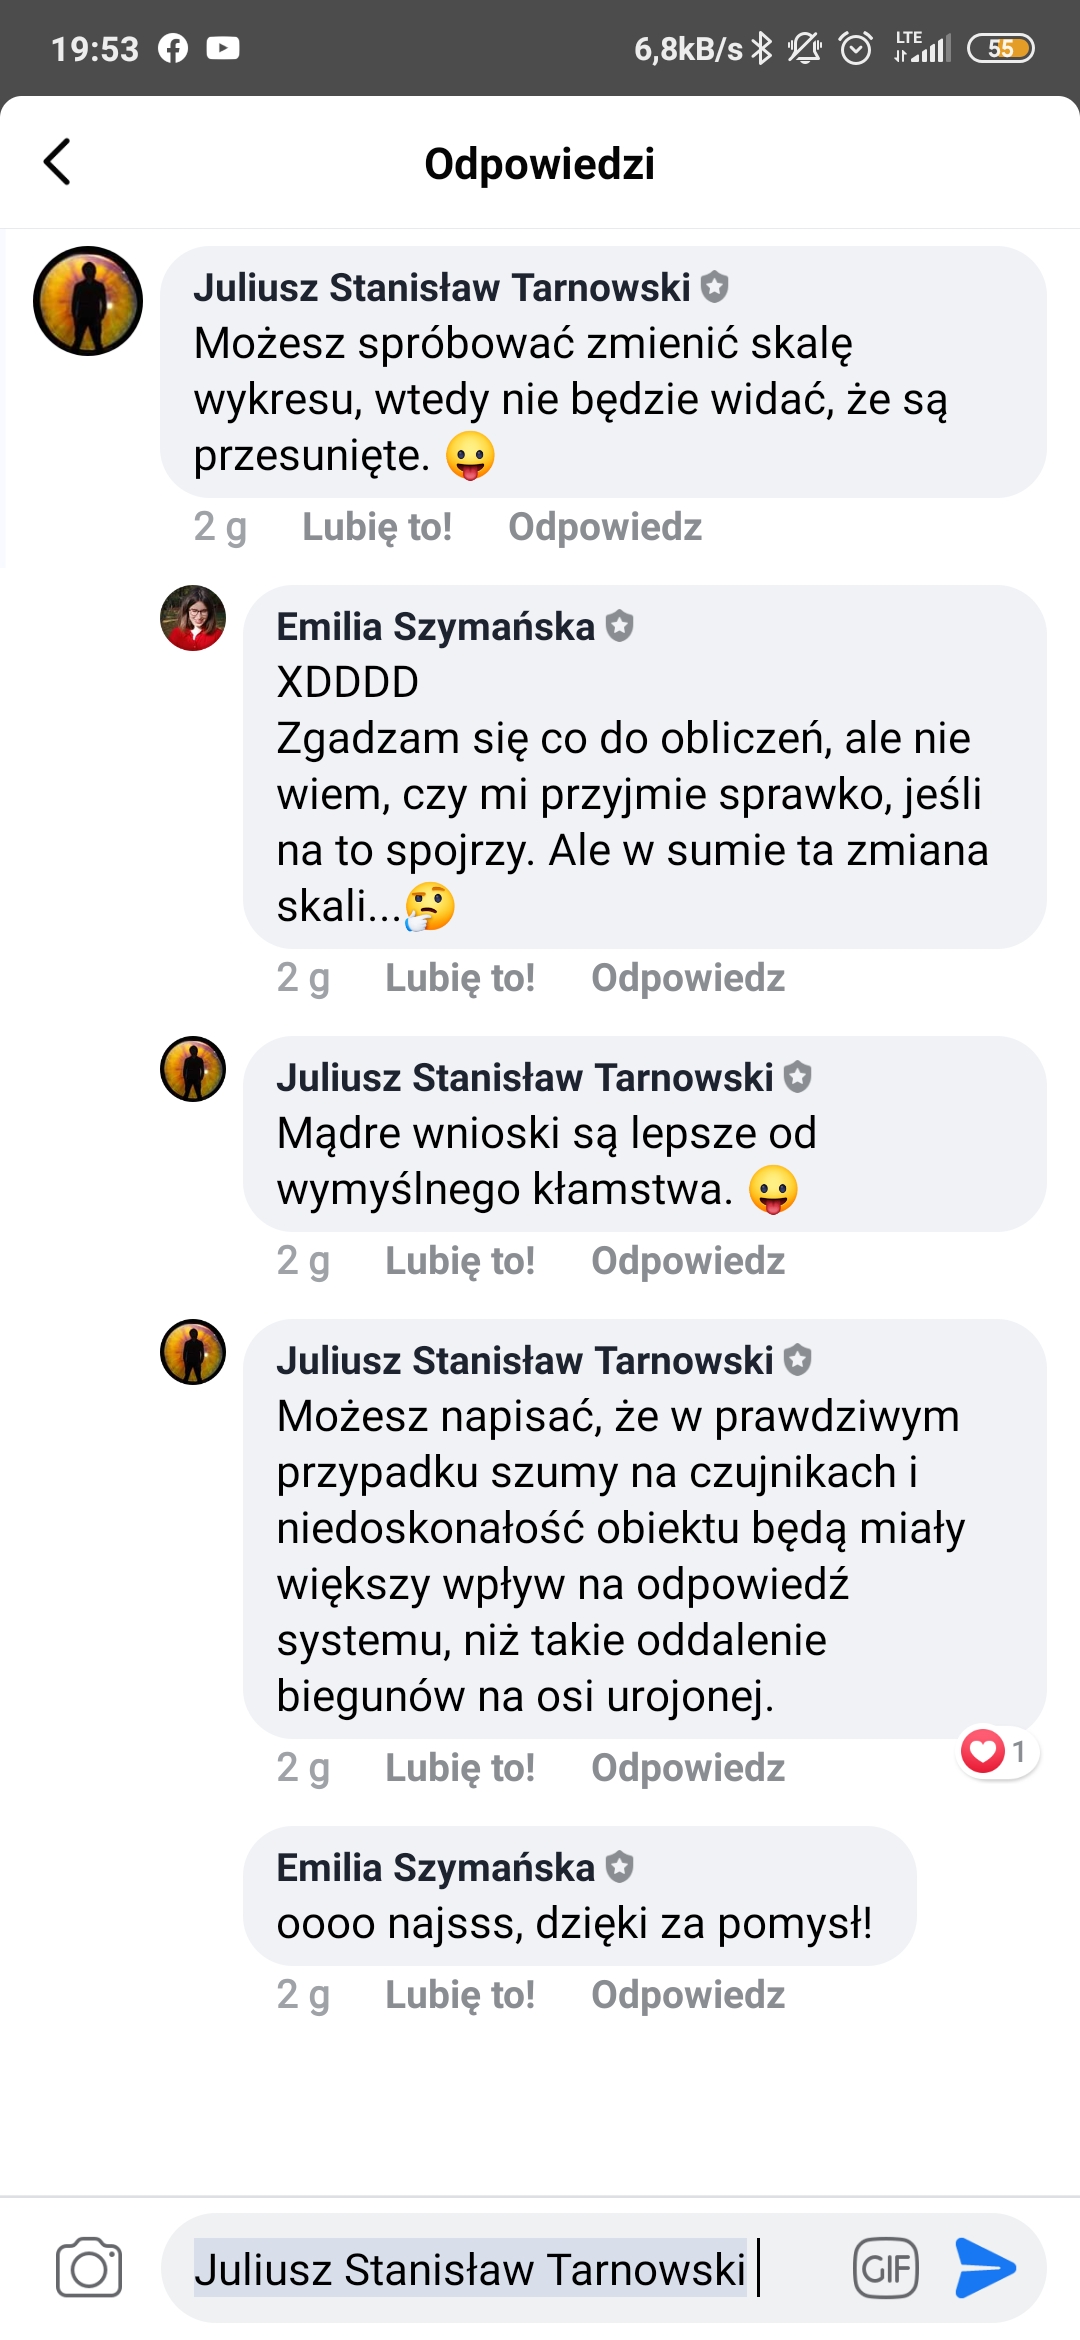 19:53 6,8kB/s LTE 55
Odpowiedzi
Juliusz Stanisław Tarnowski
Możesz spróbować zmienić skalę
wykresu, wtedy nie będzie widać, że są
przesunięte. 😛
2 g Lubię to! Odpowiedz
Emilia Szymańska
XDDDD
Zgadzam się co do obliczeń, ale nie
wiem, czy mi przyjmie sprawko, jeśli
na to spojrzy. Ale w sumie ta zmiana
skali...🤔
2 g Lubię to! Odpowiedz
Juliusz Stanisław Tarnowski
Mądre wnioski są lepsze od
wymyślnego kłamstwa. 😛
2 g Lubię to! Odpowiedz
Juliusz Stanisław Tarnowski
Możesz napisać, że w prawdziwym
przypadku szumy na czujnikach i
niedoskonałość obiektu będą miały
większy wpływ na odpowiedź
systemu, niż takie oddalenie
biegunów na osi urojonej.
2 g Lubię to! Odpowiedz 1
Emilia Szymańska
oooo najsss, dzięki za pomysł!
2 g Lubię to! Odpowiedz
Juliusz Stanisław Tarnowski GIF